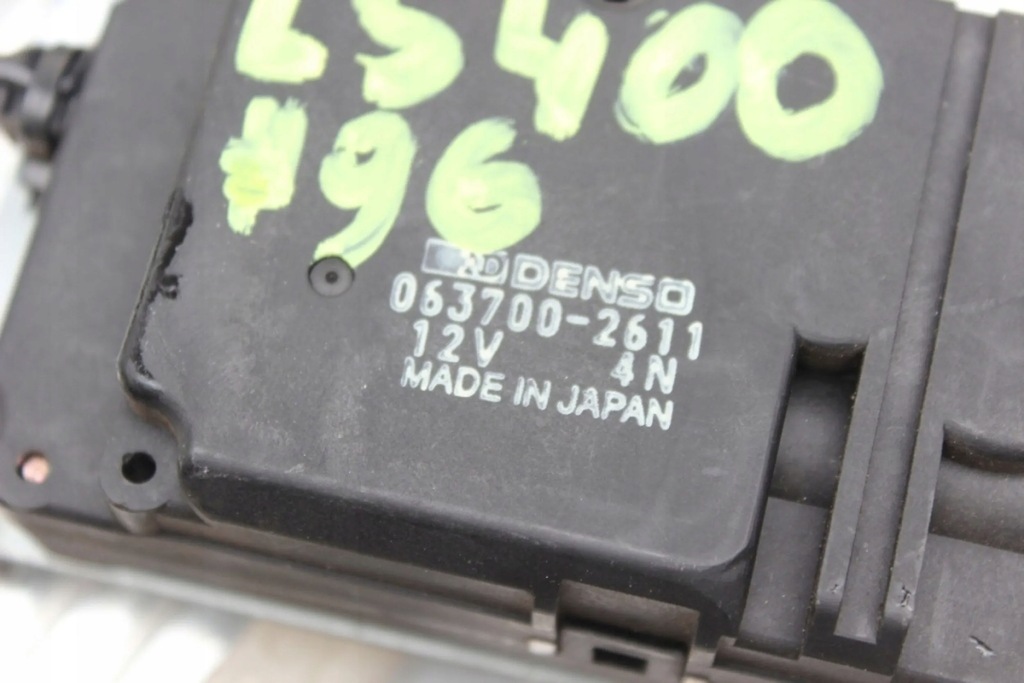 LS400
'96
DENSO
063700-2611
12V 4N
MADE IN JAPAN